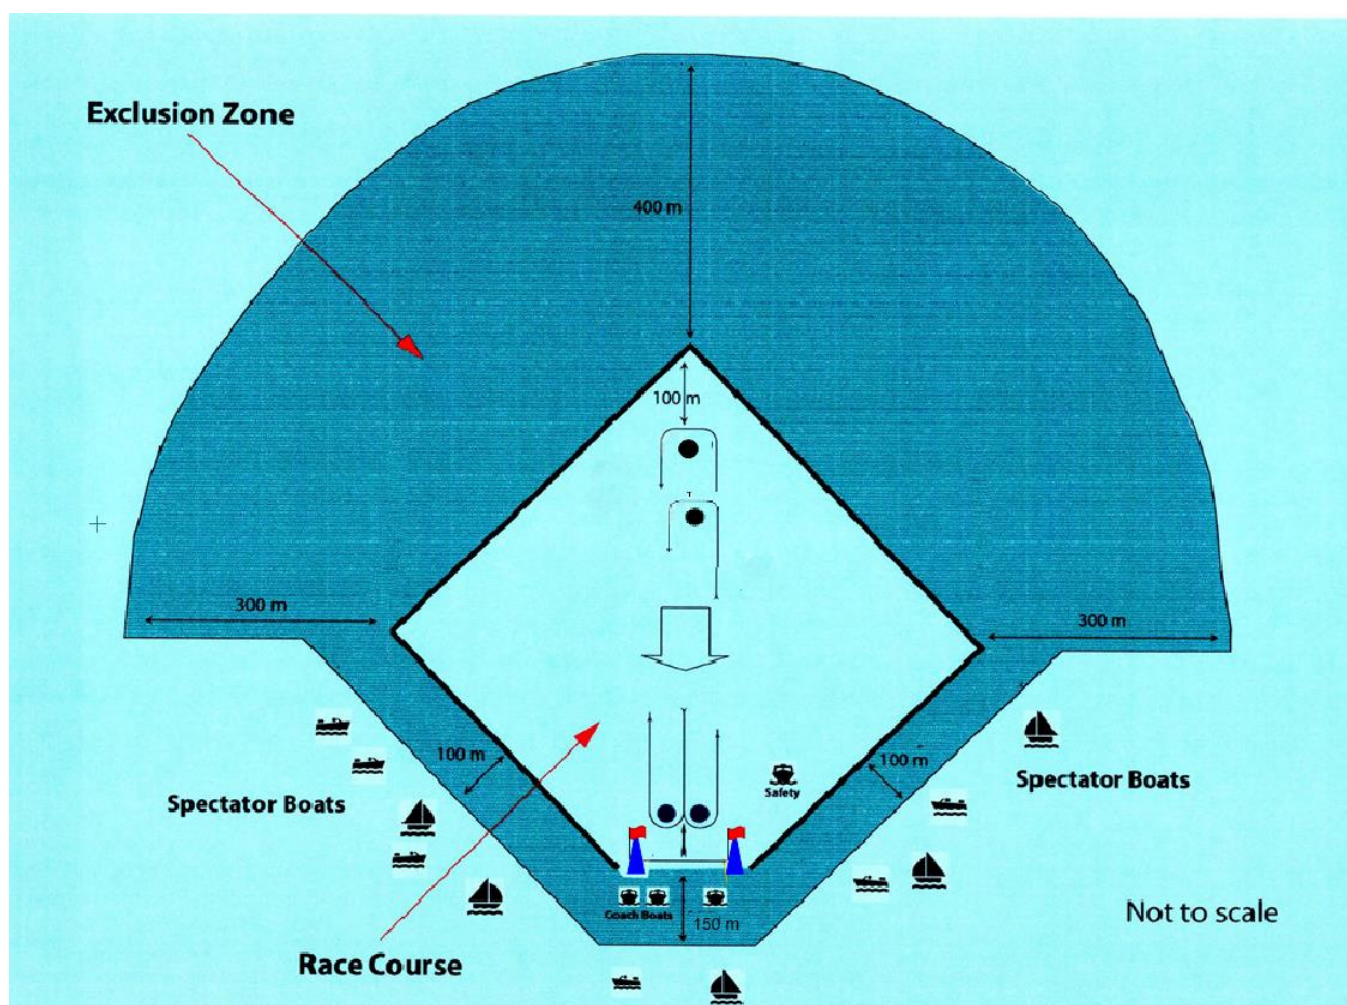 Exclusion Zone
400 m
100 m
300 m
300 m
100 m
100 m
Safety
Spectator Boats
Spectator Boats
Coach Boats
150 m
Not to scale
Race Course